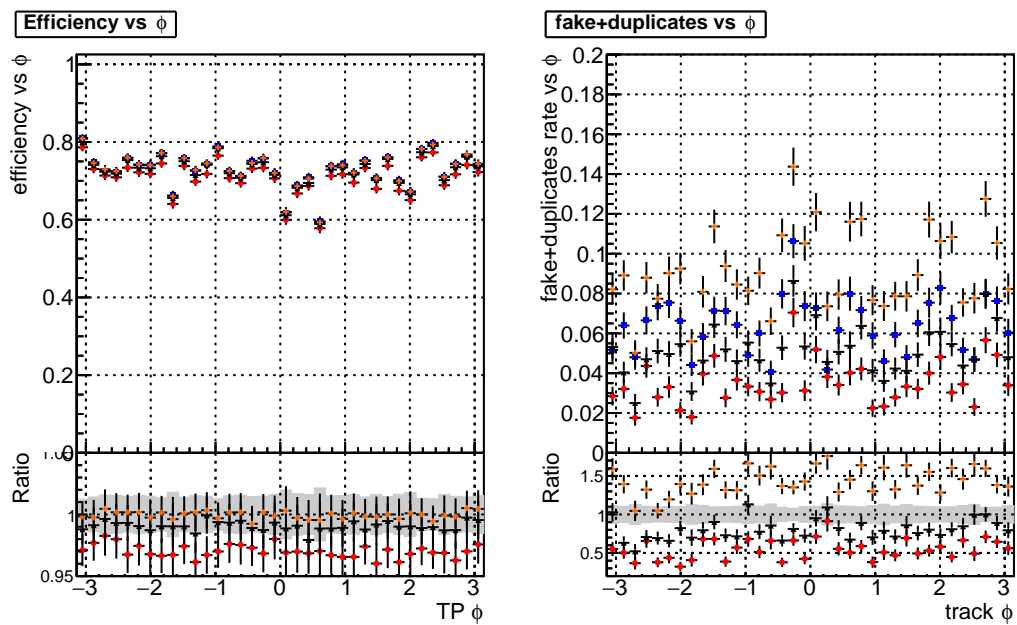 Efficiency vs ϕ
efficiency vs ϕ
1
0.8
0.6
0.4
0.2
0
Ratio
1.05
1
0.95
−3 −2 −1 0 1 2 3
TP ϕ
fake+duplicates vs ϕ
fake+duplicates rate vs ϕ
0.2
0.18
0.16
0.14
0.12
0.1
0.08
0.06
0.04
0.02
0
Ratio
1.5
1
0.5
−3 −2 −1 0 1 2 3
track ϕ